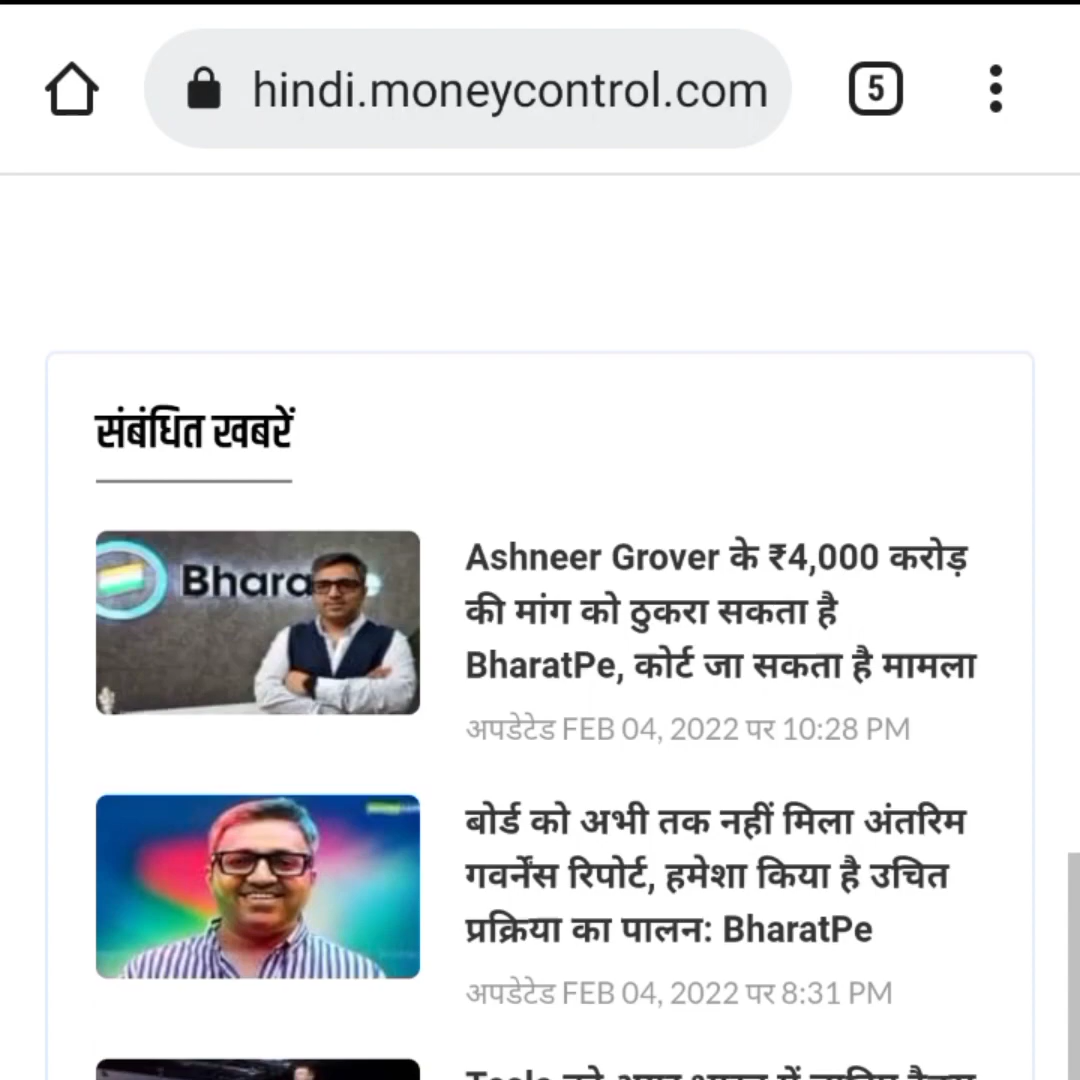 hindi.moneycontrol.com
5
संबंधित खबरें
Bhara
Ashneer Grover के ₹4,000 करोड़
की मांग को ठुकरा सकता है
BharatPe, कोर्ट जा सकता है मामला
अपडेटेड FEB 04, 2022 पर 10:28 PM
बोर्ड को अभी तक नहीं मिला अंतरिम
गवर्नेंस रिपोर्ट, हमेशा किया है उचित
प्रक्रिया का पालन: BharatPe
अपडेटेड FEB 04, 2022 पर 8:31 PM